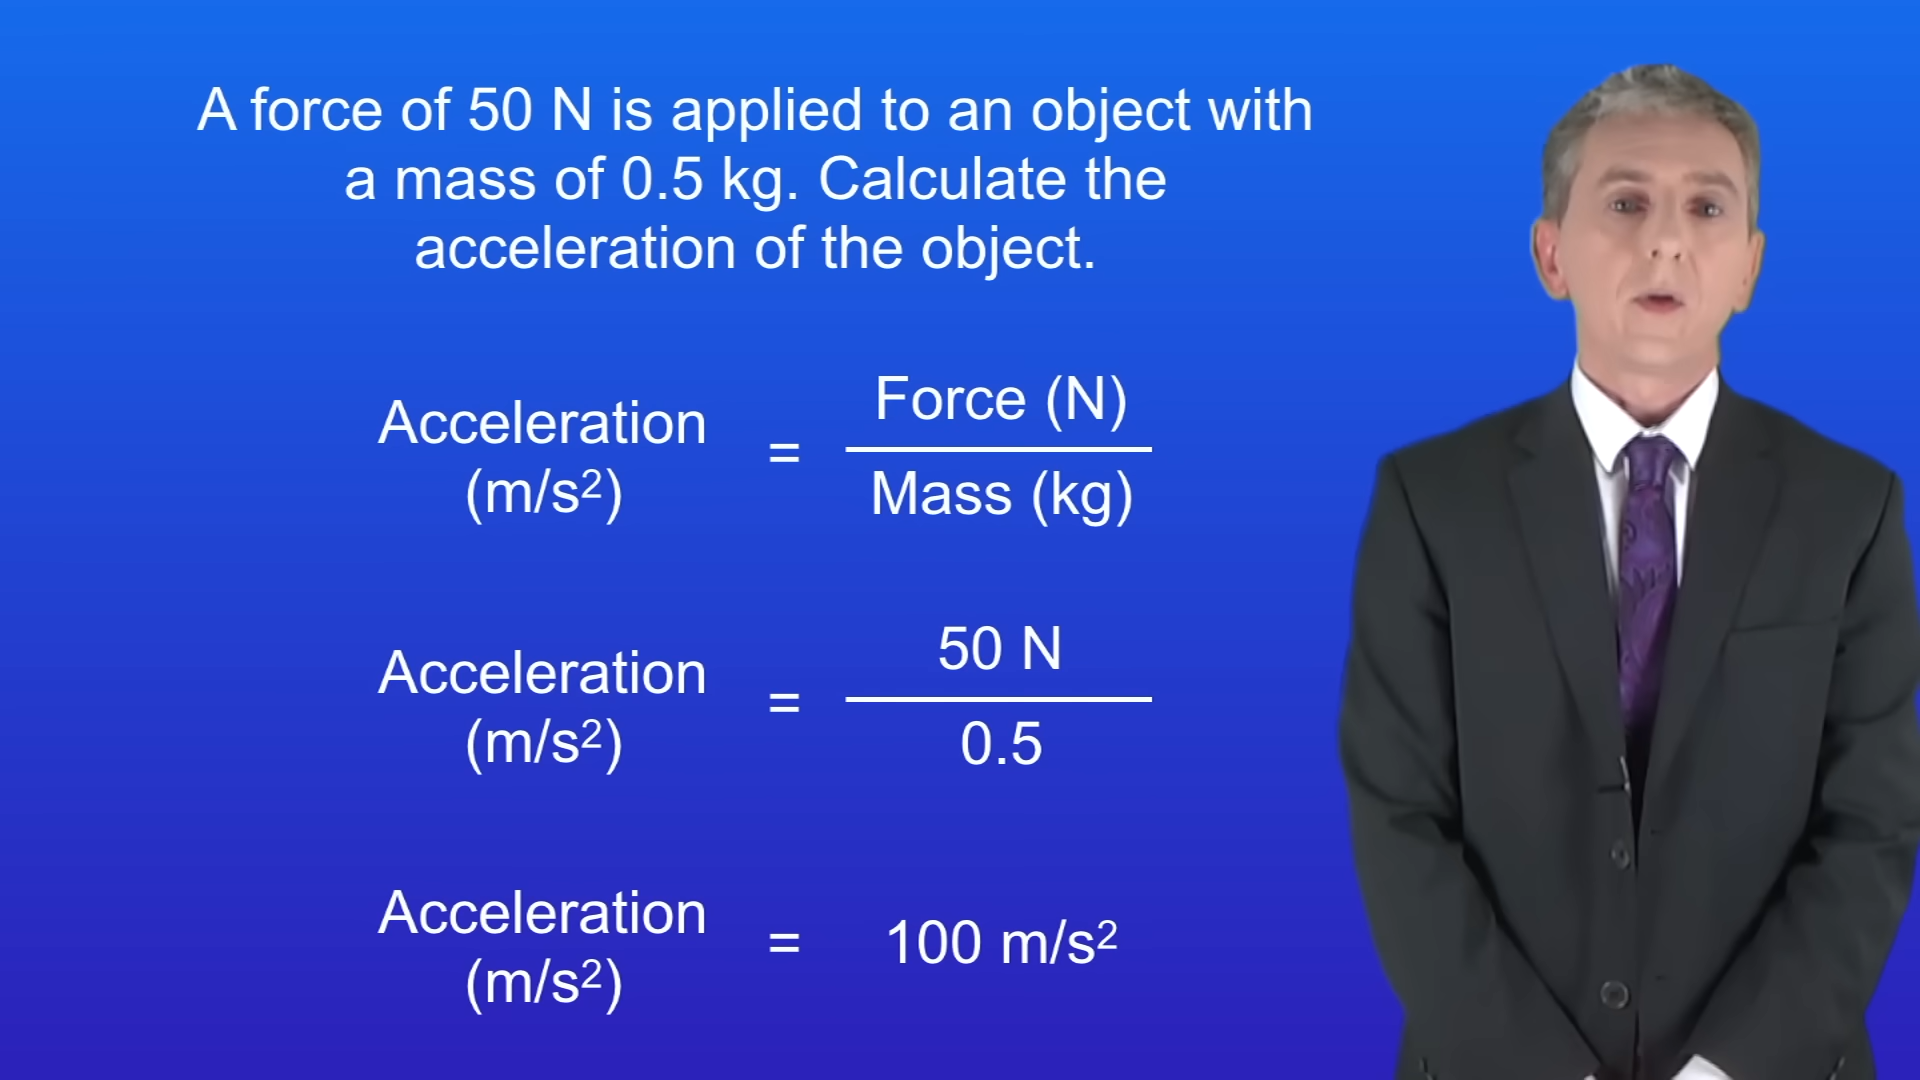 A force of 50 N is applied to an object with
a mass of 0.5 kg. Calculate the
acceleration of the object.
Acceleration
(m/s²)
=
Force (N)
Mass (kg)
Acceleration
(m/s²)
=
50 N
0.5
Acceleration
(m/s²)
=
100 m/s²